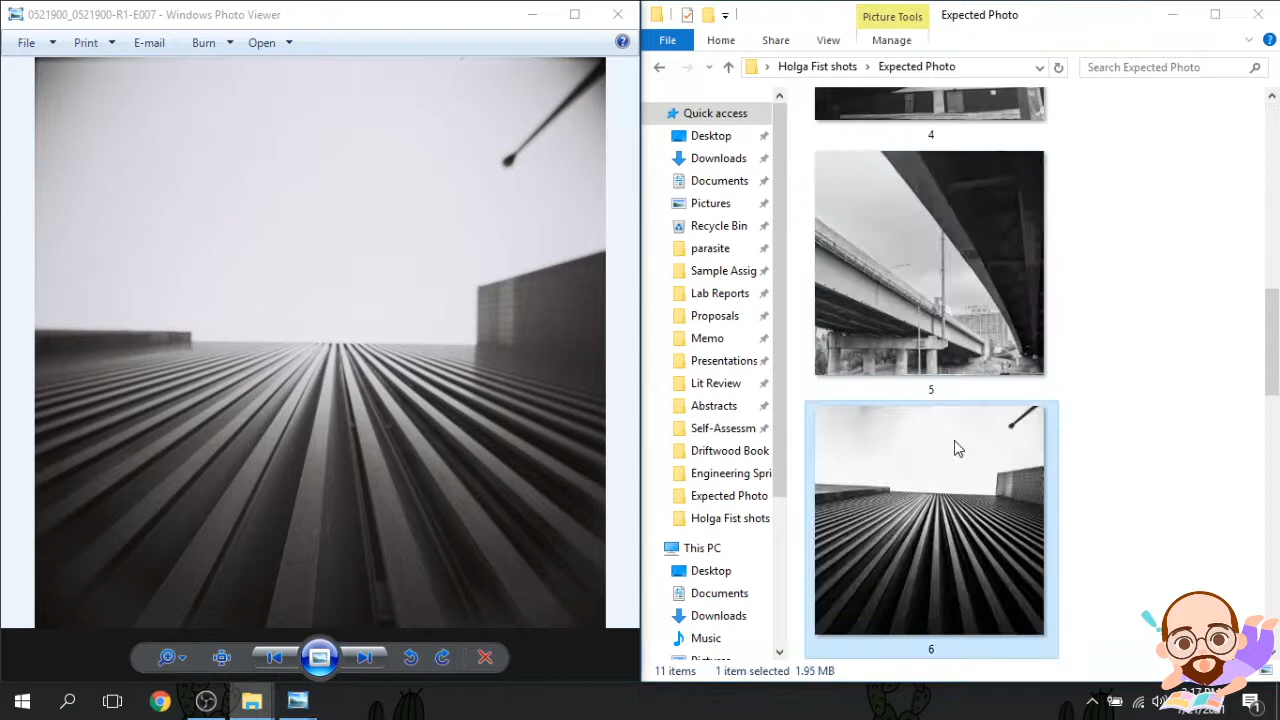 0521900_0521900-R1-E007 - Windows Photo Viewer
File Print E-mail Burn Open
Picture Tools Expected Photo
File Home Share View Manage
Holga Fist shots Expected Photo Search Expected Photo
Quick access
Desktop
Downloads
Documents
Pictures
Recycle Bin
parasite
Sample Assig
Lab Reports
Proposals
Memo
Presentations
Lit Review
Abstracts
Self-Assessm
Driftwood Book
Engineering Spri
Expected Photo
Holga Fist shots
This PC
Desktop
Documents
Downloads
Music
4
5
6
11 items 1 item selected 1.95 MB